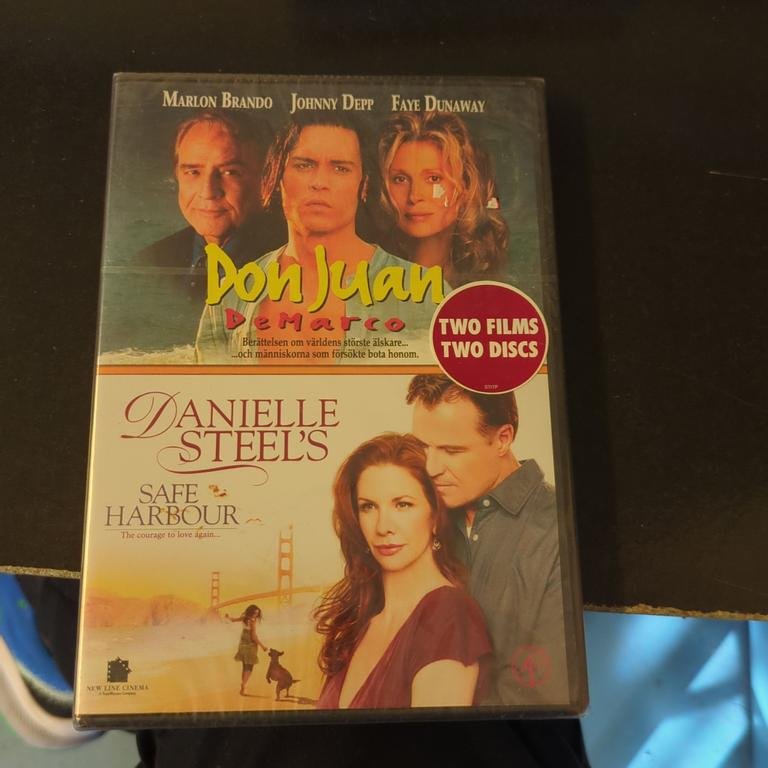 MARLON BRANDO JOHNNY DEPP FAYE DUNAWAY
Don Juan
DeMarco
Berättelsen om världens störste älskare...
...och människorna som försökte bota honom.
TWO FILMS
TWO DISCS
DANIELLE
STEEL'S
SAFE
HARBOUR
The courage to love again...
NEW LINE CINEMA